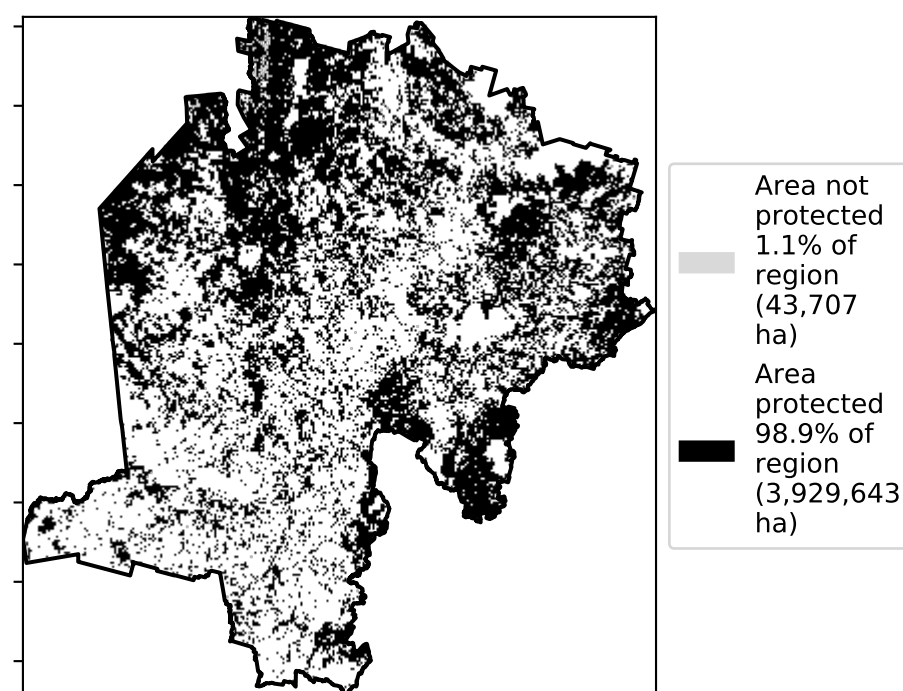 Area not
protected
1.1% of
region
(43,707
ha)
Area
protected
98.9% of
region
(3,929,643
ha)